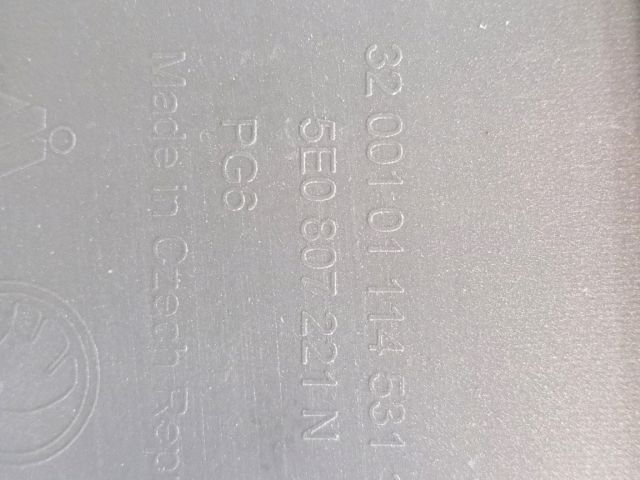 32 001 01 114 531
5E0 807 221 N
PG6
Made in Czech Rep